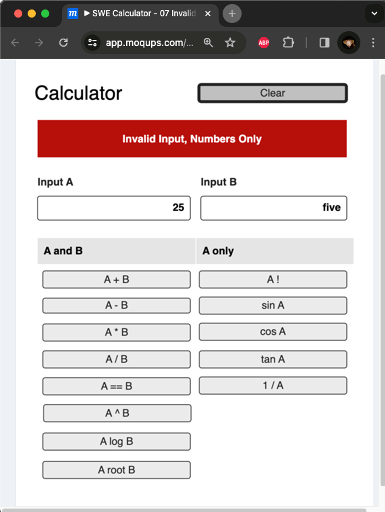 ▶ SWE Calculator - 07 Invalid
app.moqups.com/...
ABP
Calculator
Clear
Invalid Input, Numbers Only
Input A
Input B
25
five
A and B
A only
A + B
A !
A - B
sin A
A * B
cos A
A / B
tan A
A == B
1 / A
A ^ B
A log B
A root B